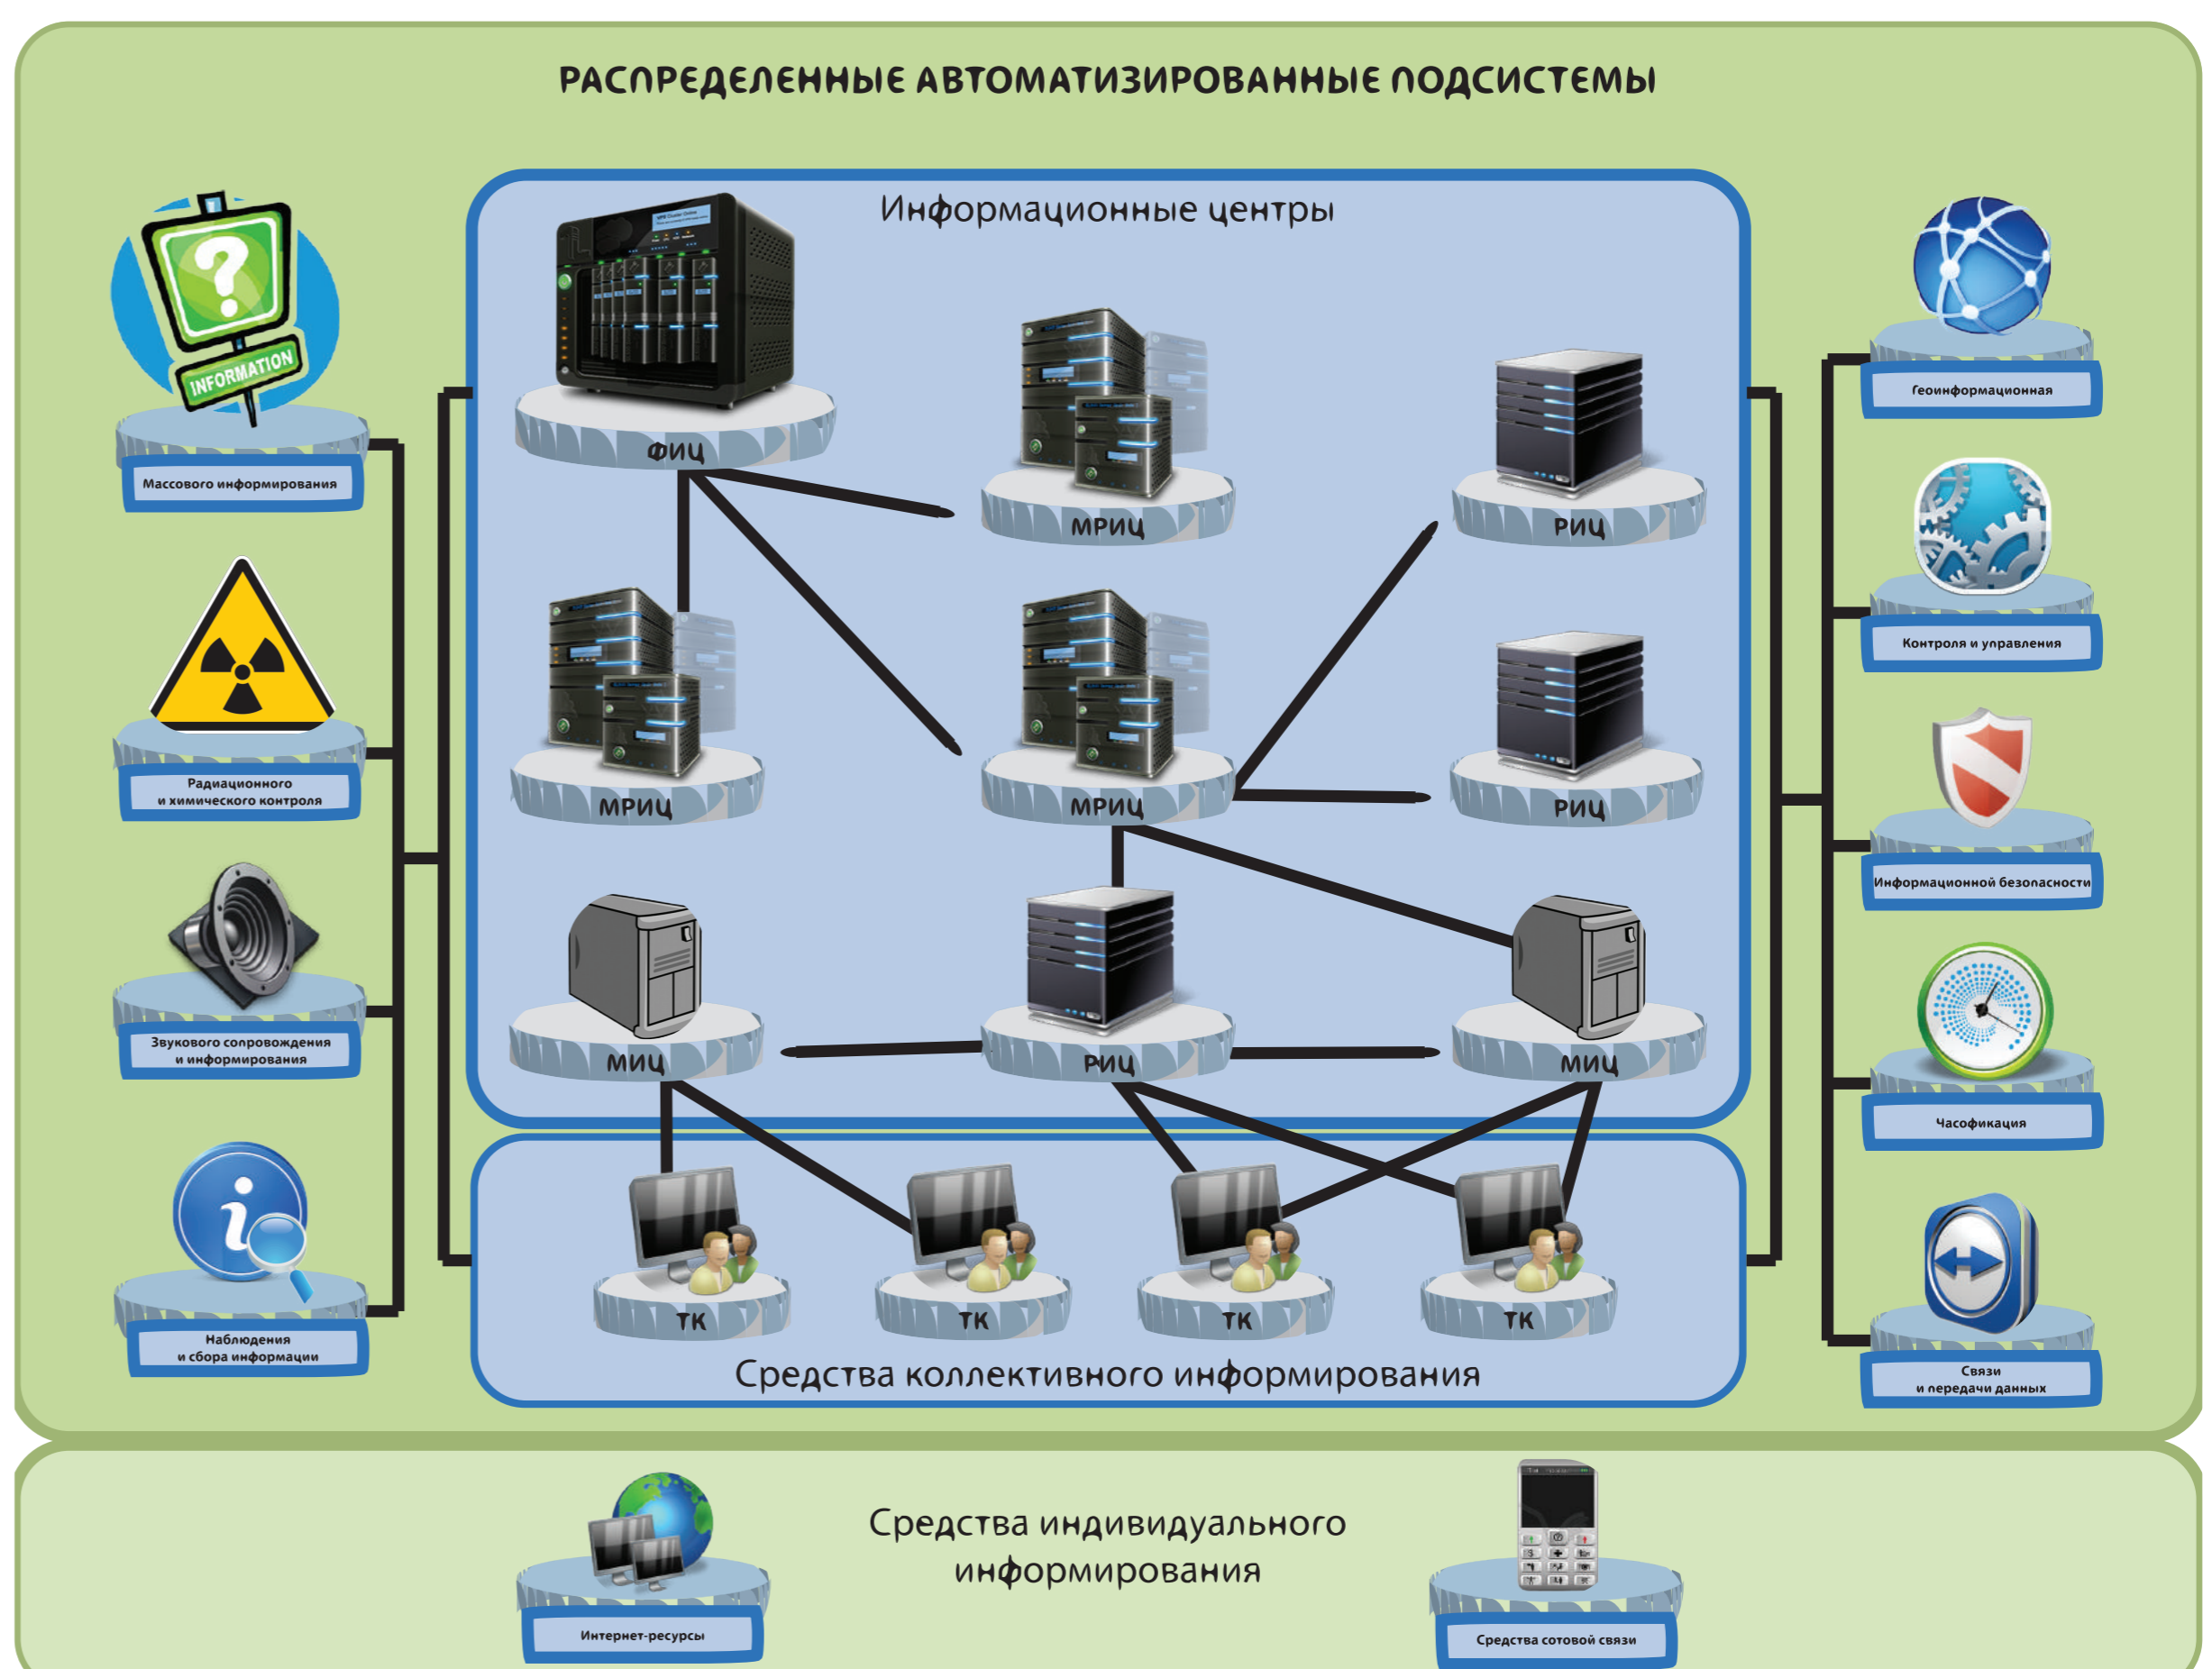 РАСПРЕДЕЛЕННЫЕ АВТОМАТИЗИРОВАННЫЕ ПОДСИСТЕМЫ
Информационные центры
INFORMATION
Массового информирования
Радиационного
и химического контроля
Звукового сопровождения
и информирования
Наблюдения
и сбора информации
ФИЦ
МРИЦ
РИЦ
МРИЦ
МРИЦ
РИЦ
МИЦ
РИЦ
МИЦ
ТК
ТК
ТК
ТК
Средства коллективного информирования
Геоинформационная
Контроля и управления
Информационной безопасности
Часофикация
Связи
и передачи данных
Средства индивидуального
информирования
Интернет-ресурсы
Средства сотовой связи